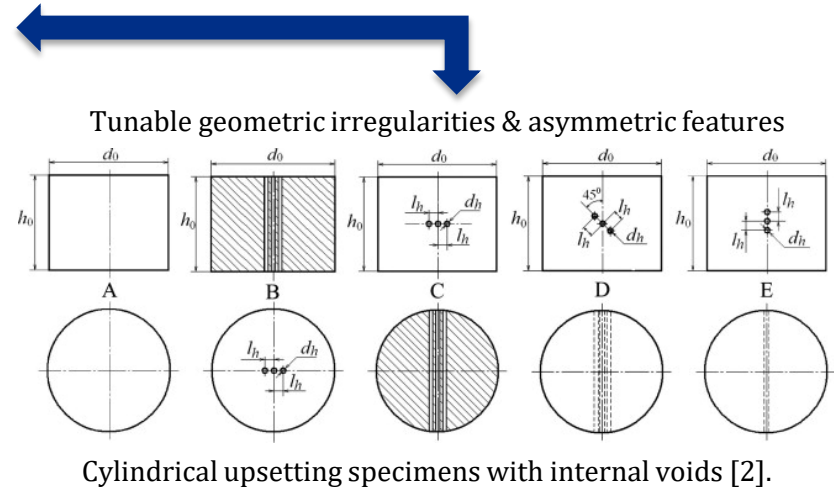 Tunable geometric irregularities & asymmetric features
d₀ d₀ d₀ d₀ d₀
h₀ h₀ h₀ h₀ h₀
lₕ dₕ lₕ
45⁰ lₕ lₕ dₕ
lₕ lₕ dₕ
A B C D E
lₕ dₕ lₕ
Cylindrical upsetting specimens with internal voids [2].